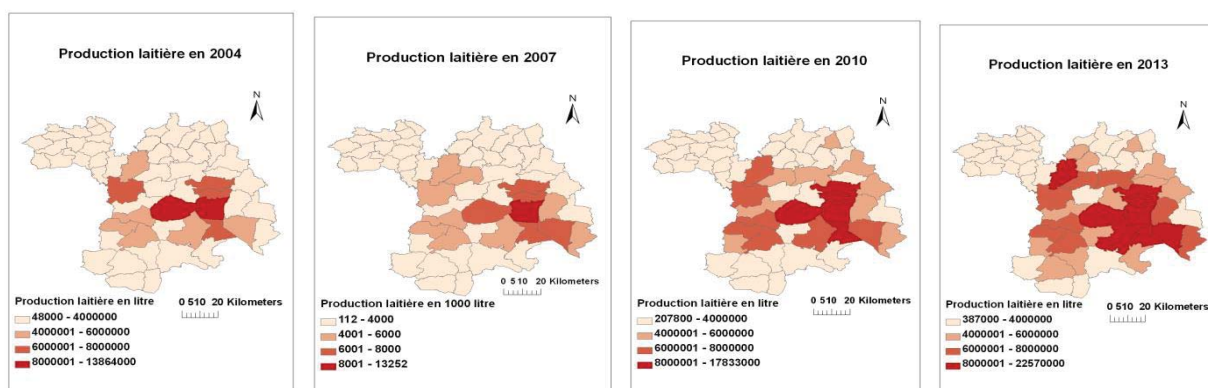 Production laitière en 2004
N
Production laitière en litre
0 510 20 Kilometers
48000 - 4000000
4000001 - 6000000
6000001 - 8000000
8000001 - 13864000
Production laitière en 2007
N
0 510 20 Kilometers
Production laitière en 1000 litre
112 - 4000
4001 - 6000
6001 - 8000
8001 - 13252
Production laitière en 2010
N
Production laitière en litre
0 510 20 Kilometers
207800 - 4000000
4000001 - 6000000
6000001 - 8000000
8000001 - 17833000
Production laitière en 2013
N
Production laitière en litre
0 510 20 Kilometers
387000 - 4000000
4000001 - 6000000
6000001 - 8000000
8000001 - 22570000